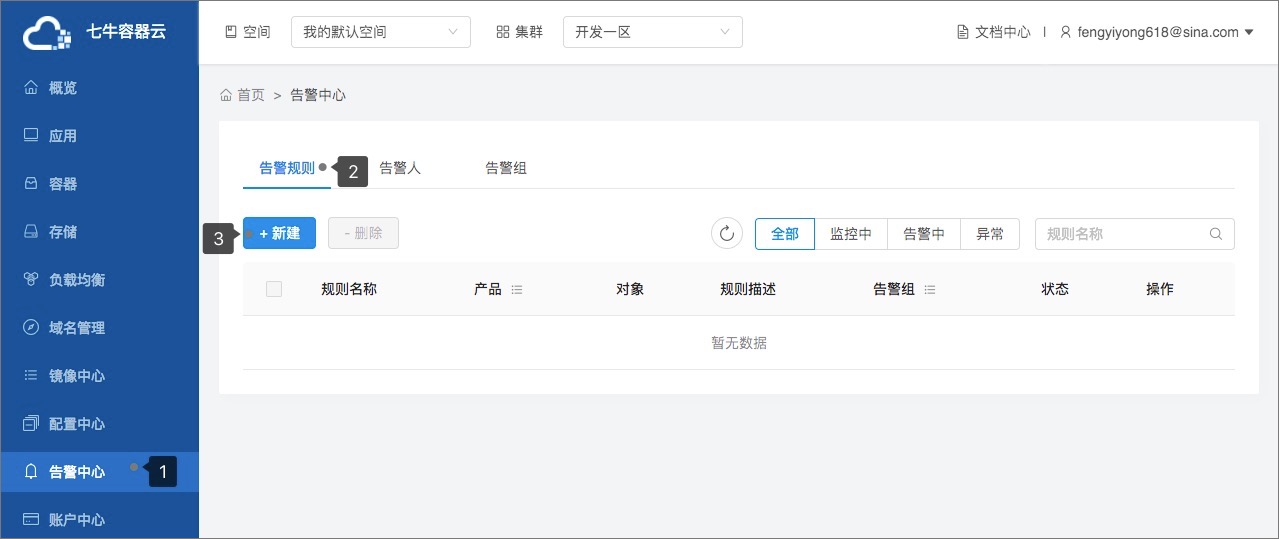 七牛容器云
空间 我的默认空间 集群 开发一区 文档中心 | fengyiyong618@sina.com
概览
应用
容器
存储
负载均衡
域名管理
镜像中心
配置中心
告警中心 1
账户中心
首页 > 告警中心
告警规则 2 告警人 告警组
3 + 新建 - 删除 全部 监控中 告警中 异常 规则名称
规则名称 产品 对象 规则描述 告警组 状态 操作
暂无数据